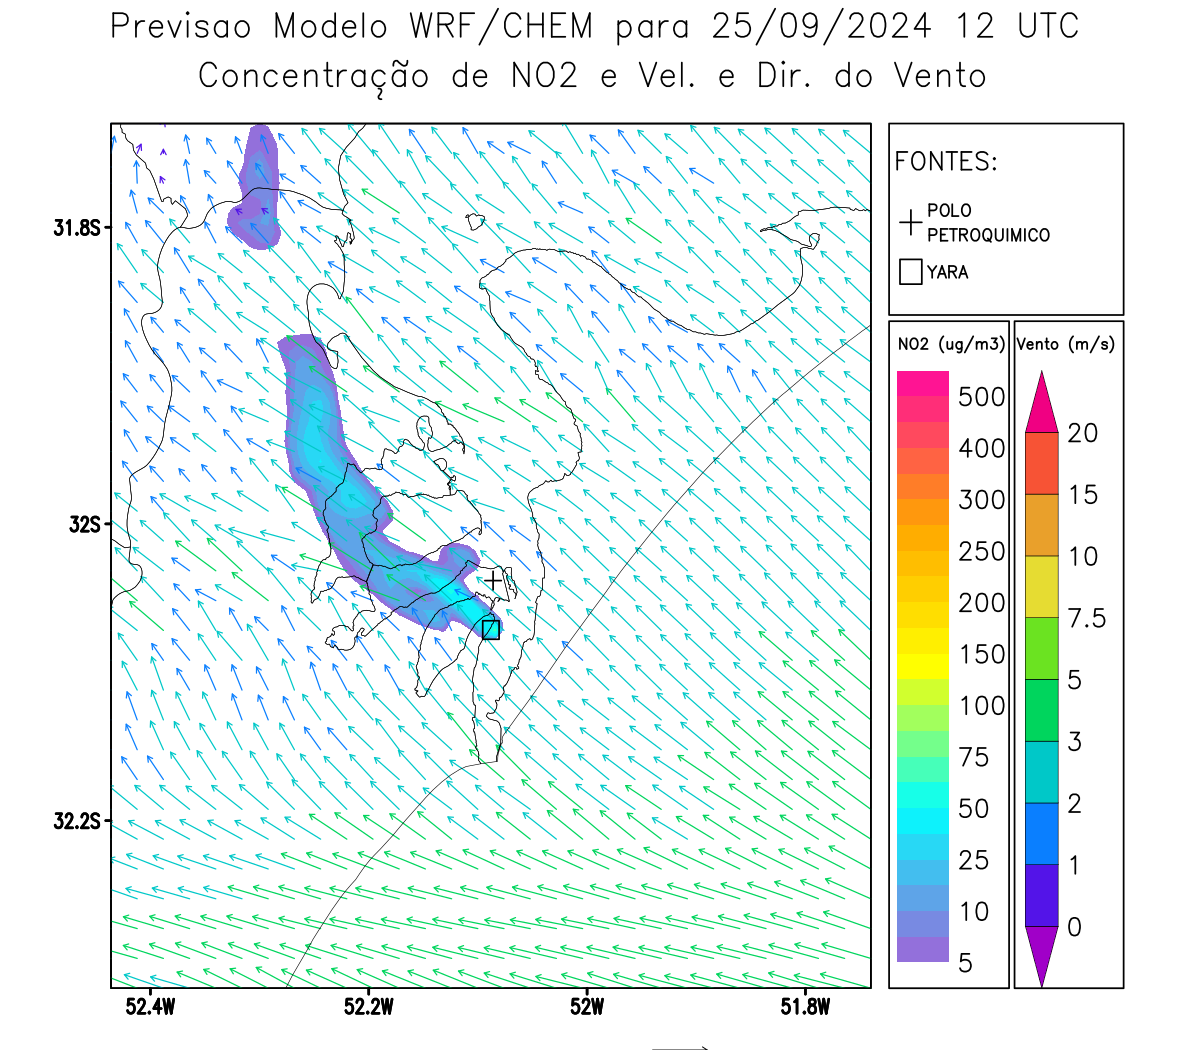 Previsao Modelo WRF/CHEM para 25/09/2024 12 UTC
Concentração de NO2 e Vel. e Dir. do Vento
FONTES:
POLO
PETROQUIMICO
YARA
NO2 (ug/m3)
500
400
300
250
200
150
100
75
50
25
10
5
Vento (m/s)
20
15
10
7.5
5
3
2
1
0
31.8S
32S
32.2S
52.4W
52.2W
52W
51.8W